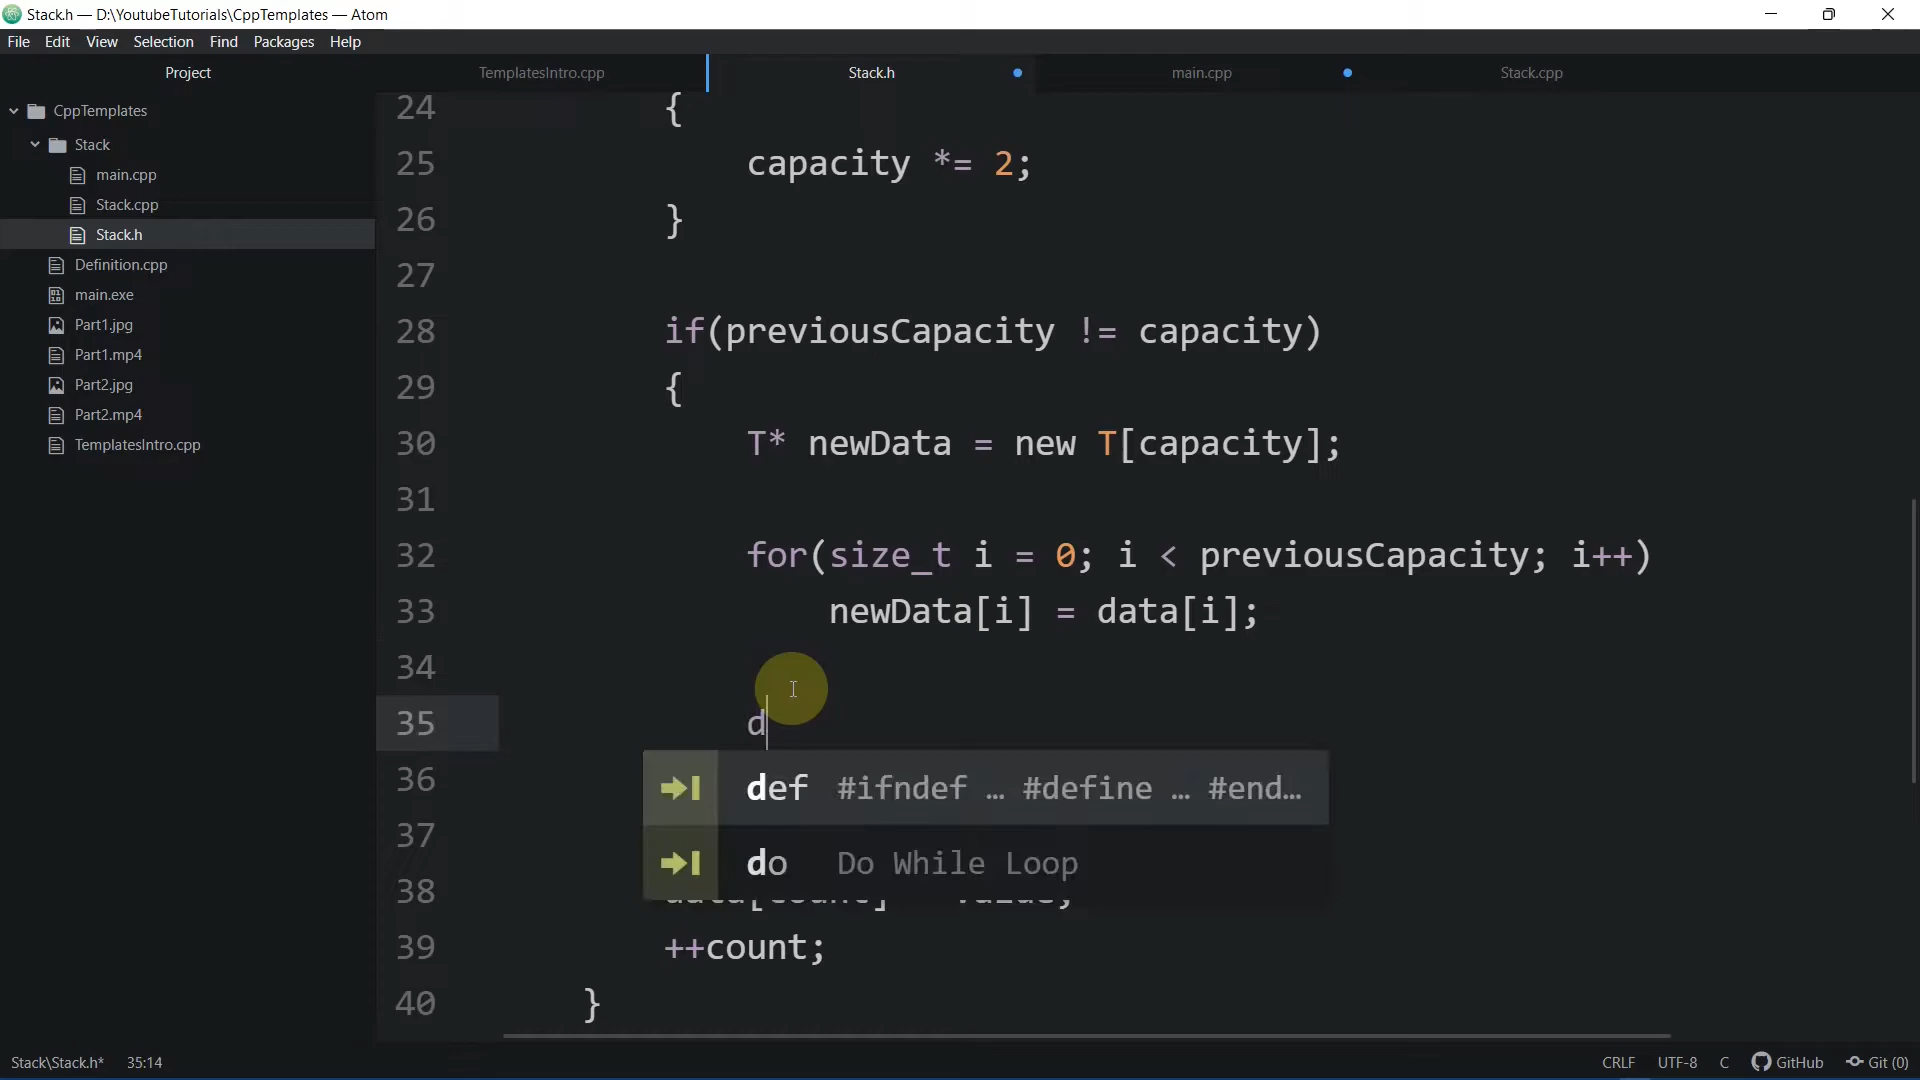 Stack.h — D:\YoutubeTutorials\CppTemplates — Atom
File Edit View Selection Find Packages Help
Project TemplatesIntro.cpp Stack.h main.cpp Stack.cpp
CppTemplates
Stack
main.cpp
Stack.cpp
Stack.h
Definition.cpp
main.exe
Part1.jpg
Part1.mp4
Part2.jpg
Part2.mp4
TemplatesIntro.cpp
24 {
25 capacity *= 2;
26 }
27
28 if(previousCapacity != capacity)
29 {
30 T* newData = new T[capacity];
31
32 for(size_t i = 0; i < previousCapacity; i++)
33 newData[i] = data[i];
34
35 d
36 def #ifndef … #define … #end…
37 do Do While Loop
38
39 ++count;
40 }
Stack\Stack.h* 35:14 CRLF UTF-8 C GitHub Git (0)